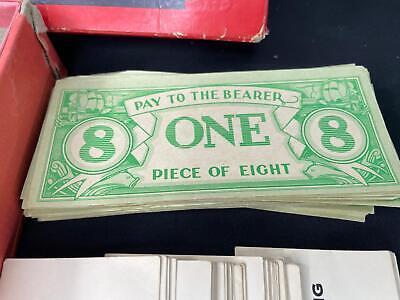 PAY TO THE BEARER
8 ONE 8
PIECE OF EIGHT